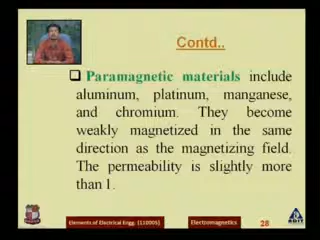 Contd..
Paramagnetic materials include
aluminum, platinum, manganese,
and chromium. They become
weakly magnetized in the same
direction as the magnetizing field.
The permeability is slightly more
than 1.
Elements of Electrical Engg. (110005)
Electromagnetics
28
ADIT